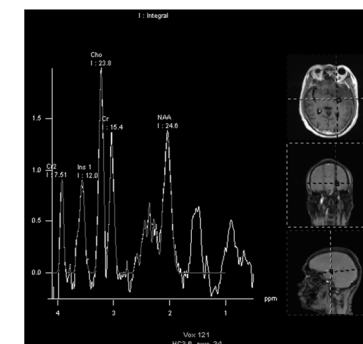 I : Integral
Cho
I : 23.8
Cr
I : 15.4
NAA
I : 24.6
Cr2
I : 7.51
Ins 1
I : 12.0
1.5
1.0
0.5
0.0
4
3
2
1
ppm
Vox 121